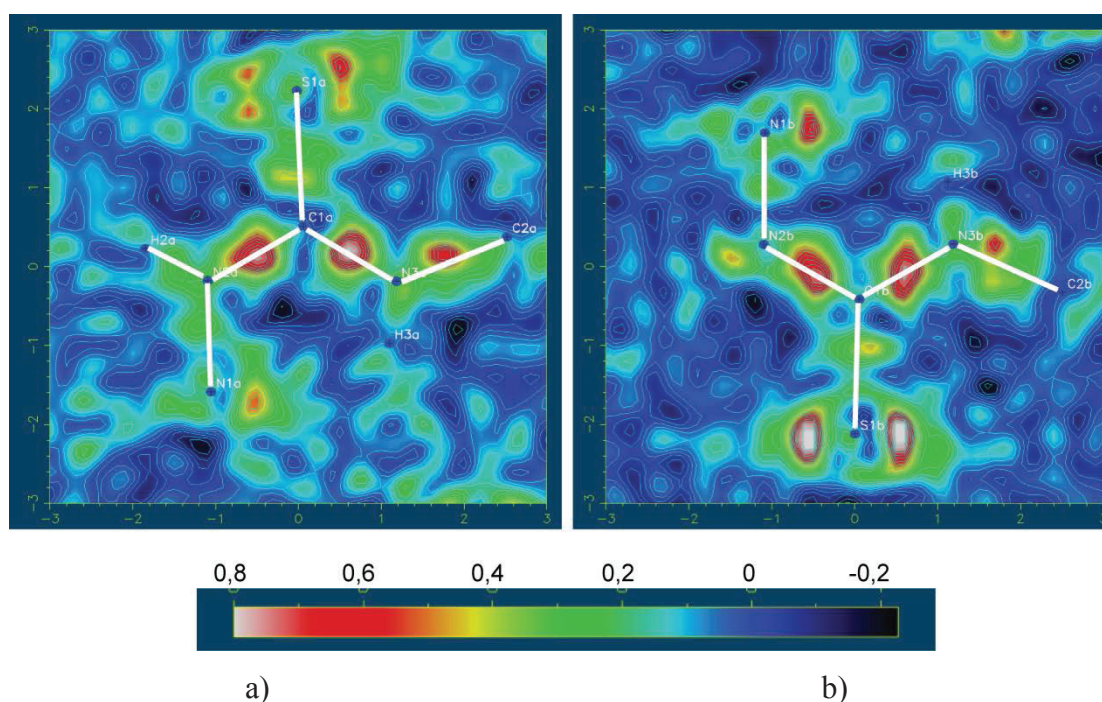 3
2
1
0
-1
-2
-3
S1a
C1a
C2a
H2a
N2a
N3
H3a
N1a
-3 -2 -1 0 1 2 3
3
2
1
0
-1
-2
-3
N1b
H3b
N2b
N3b
C2b
C1b
S1b
-3 -2 -1 0 1 2
0,8 0,6 0,4 0,2 0 -0,2
a) b)